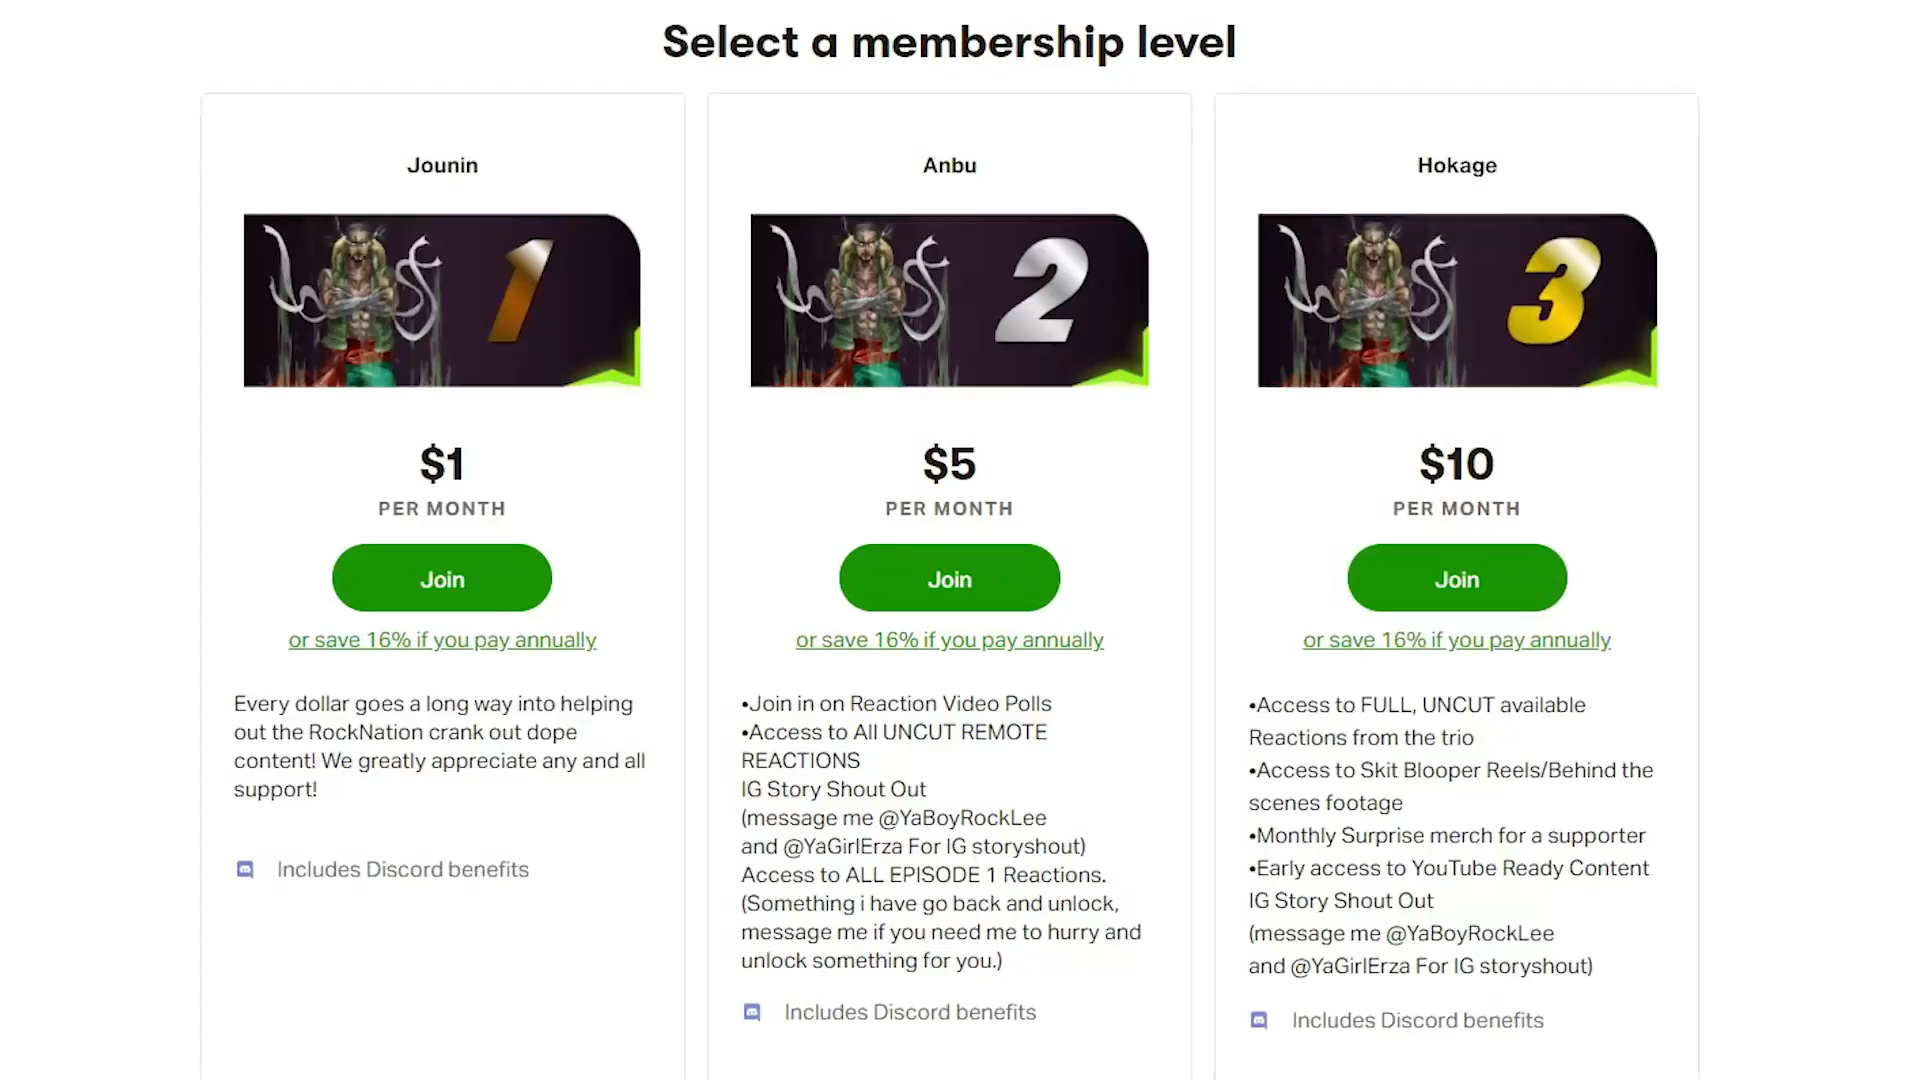 Select a membership level
Jounin
1
$1
PER MONTH
Join
or save 16% if you pay annually
Every dollar goes a long way into helping
out the RockNation crank out dope
content! We greatly appreciate any and all
support!
Includes Discord benefits
Anbu
2
$5
PER MONTH
Join
or save 16% if you pay annually
•Join in on Reaction Video Polls
•Access to All UNCUT REMOTE
REACTIONS
IG Story Shout Out
(message me @YaBoyRockLee
and @YaGirlErza For IG storyshout)
Access to ALL EPISODE 1 Reactions.
(Something i have go back and unlock,
message me if you need me to hurry and
unlock something for you.)
Includes Discord benefits
Hokage
3
$10
PER MONTH
Join
or save 16% if you pay annually
•Access to FULL, UNCUT available
Reactions from the trio
•Access to Skit Blooper Reels/Behind the
scenes footage
•Monthly Surprise merch for a supporter
•Early access to YouTube Ready Content
IG Story Shout Out
(message me @YaBoyRockLee
and @YaGirlErza For IG storyshout)
Includes Discord benefits